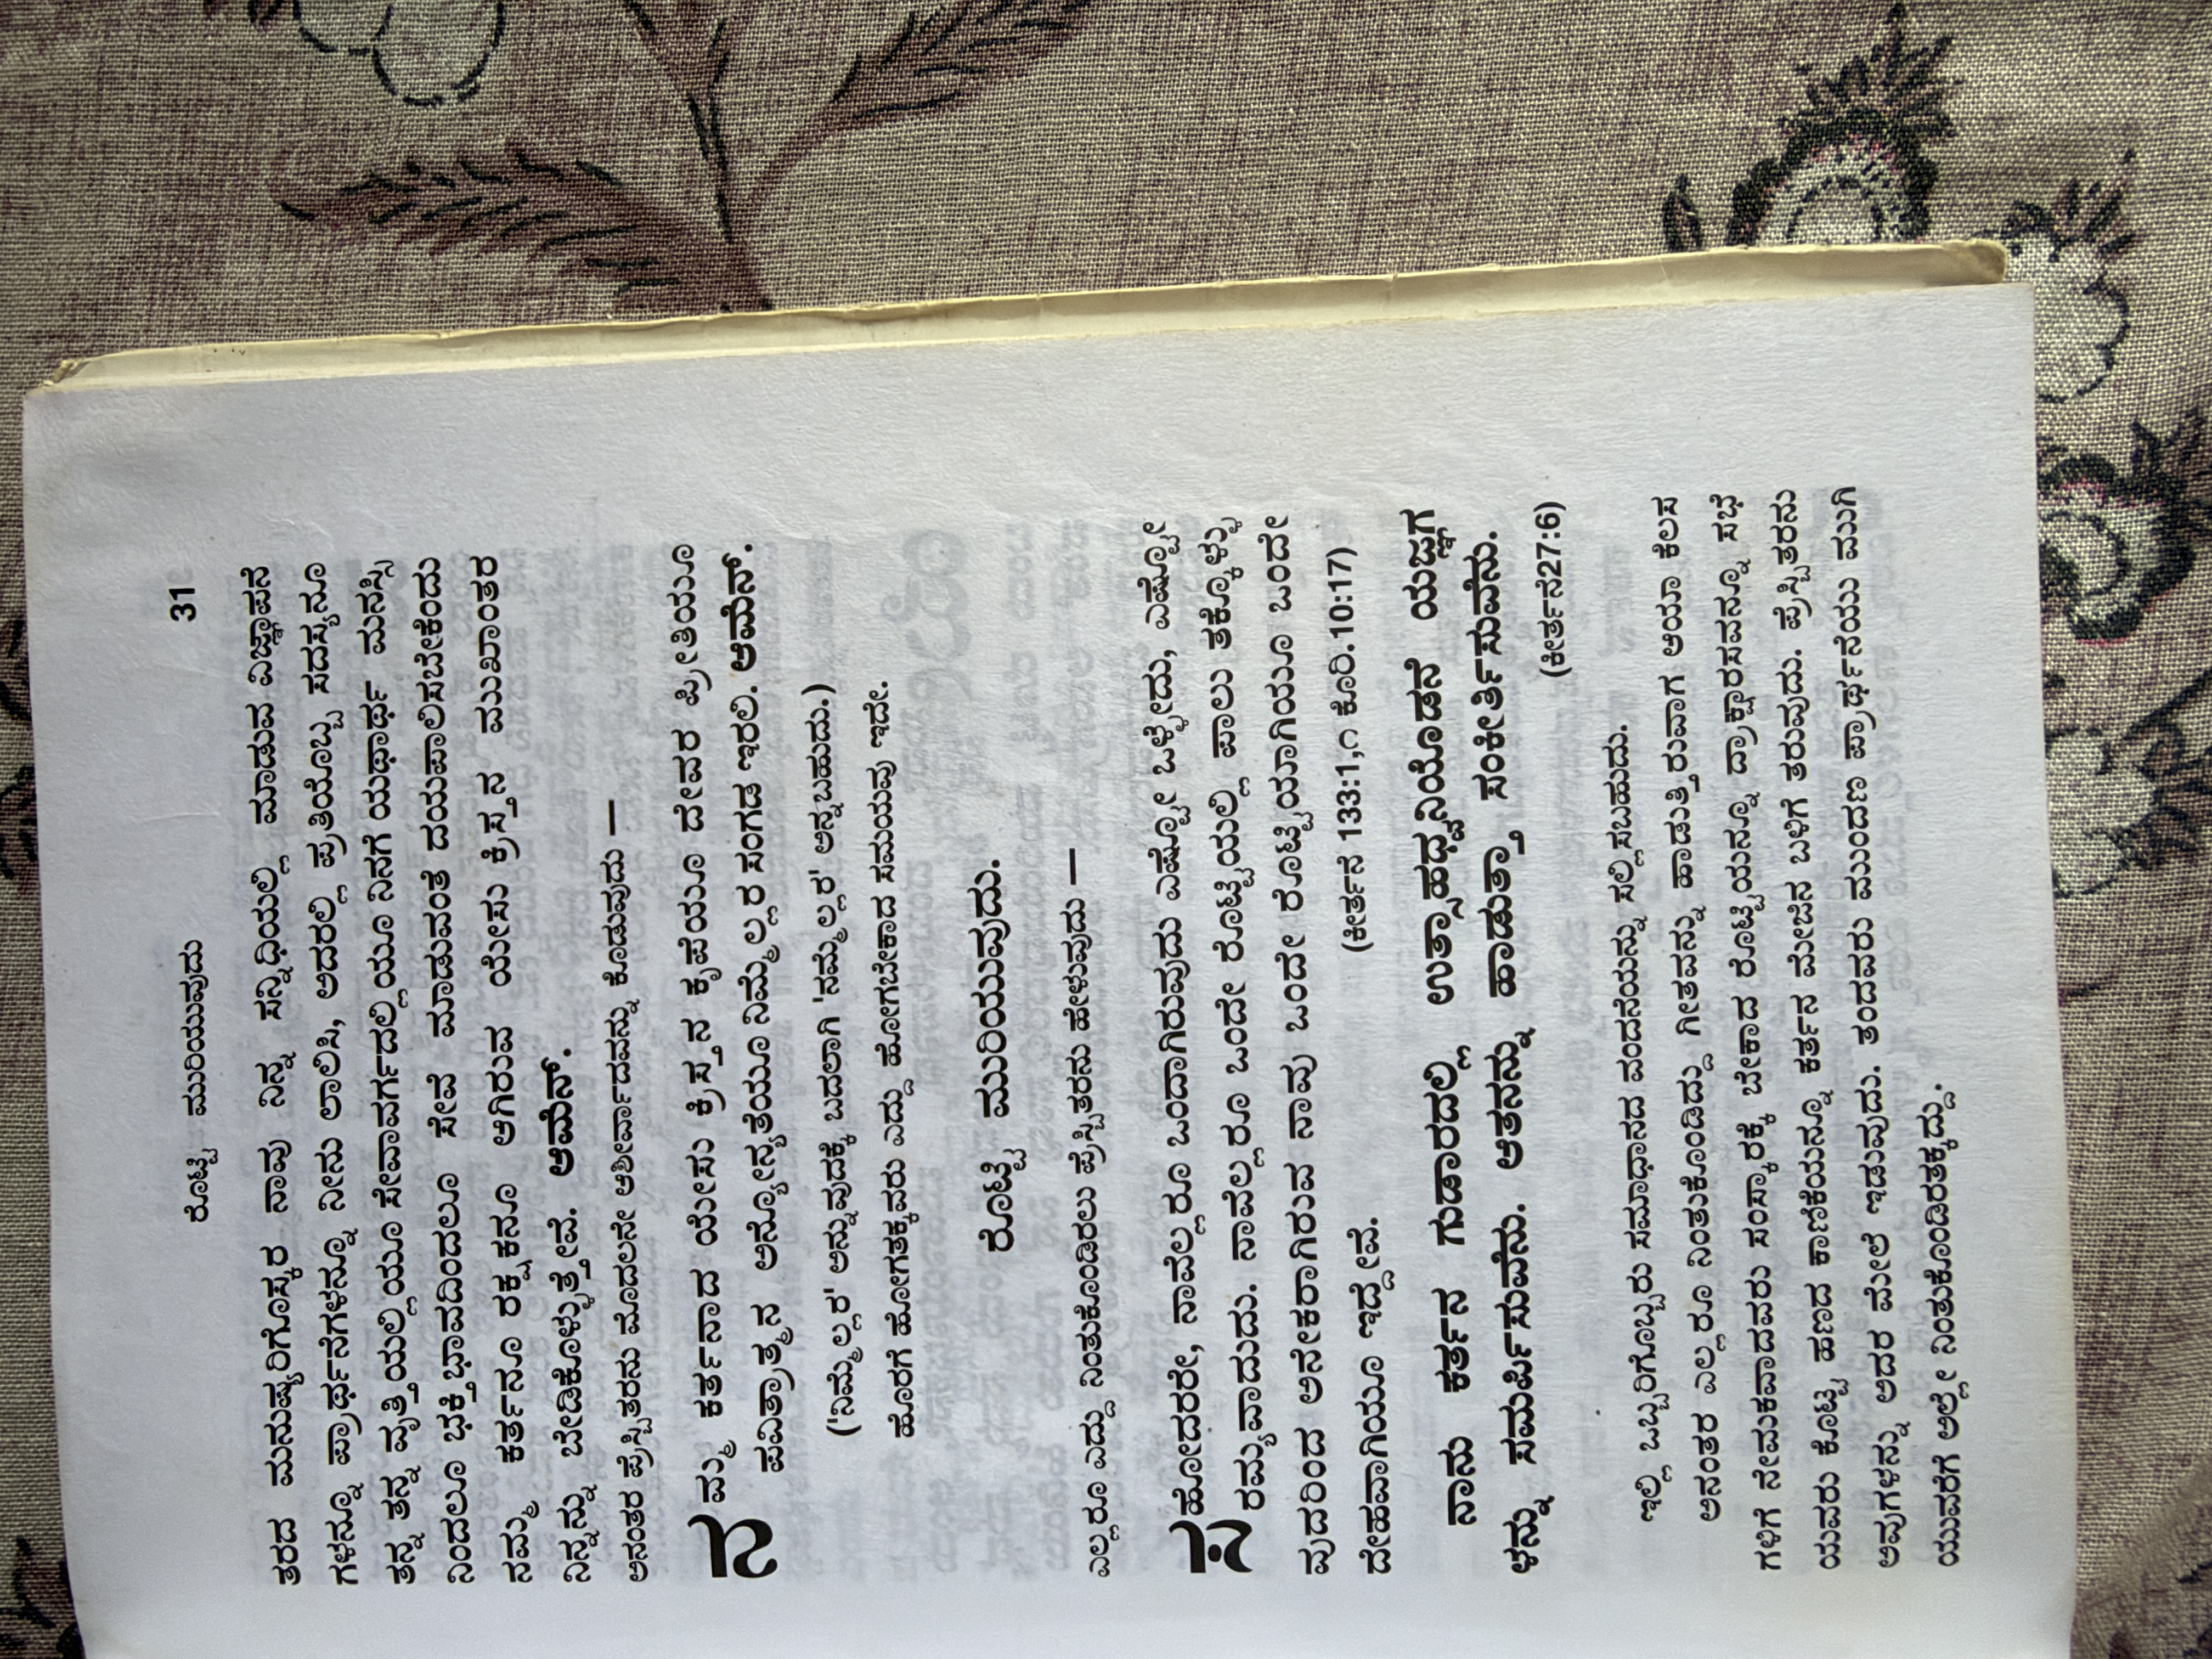 ರೊಟ್ಟಿ ಮುರಿಯುವುದು 31
ತರದ ಮನುಷ್ಯರಿಗೊಸ್ಕರ ನಾವು ನಿನ್ನ ಸನ್ನಿಧಿಯಲ್ಲಿ ಮಾಡುವ ವಿಜ್ಞಾಪನೆ
ಗಳನ್ನೂ ಪ್ರಾರ್ಥನೆಗಳನ್ನೂ ನೀನು ಲಾಲಿಸಿ, ಅದರಲ್ಲಿ ಪ್ರತಿಯೊಬ್ಬ ಸದಸ್ಯನೂ
ತನ್ನ ತನ್ನ ವೃತ್ತಿಯಲ್ಲಿಯೂ ಸೇವಾವರ್ಗದಲ್ಲಿಯೂ ನಿನಗೆ ಯಥಾರ್ಥ ಮನಸ್ಸಿ
ನಿಂದಲೂ ಭಕ್ತಿಭಾವದಿಂದಲೂ ಸೇವೆ ಮಾಡುವಂತೆ ದಯಪಾಲಿಸಬೇಕೆಂದು
ನಮ್ಮ ಕರ್ತನೂ ರಕ್ಷಕನೂ ಆಗಿರುವ ಯೇಸು ಕ್ರಿಸ್ತನ ಮುಖಾಂತರ
ನಿನ್ನನ್ನು ಬೇಡಿಕೊಳ್ಳುತ್ತೇವೆ. ಆಮೆನ್.
ಅನಂತರ ಪ್ರೆಸ್ಬಿತರನು ಮೊದಲನೇ ಆಶೀರ್ವಾದವನ್ನು ಕೊಡುವುದು —
ನಮ್ಮ ಕರ್ತನಾದ ಯೇಸು ಕ್ರಿಸ್ತನ ಕೃಪೆಯೂ ದೇವರ ಪ್ರೀತಿಯೂ
ಪವಿತ್ರಾತ್ಮನ ಅನ್ಯೋನ್ಯತೆಯೂ ನಿಮ್ಮೆಲ್ಲರ ಸಂಗಡ ಇರಲಿ. ಆಮೆನ್.
('ನಿಮ್ಮೆಲ್ಲರ' ಅನ್ನುವುದಕ್ಕೆ ಬದಲಾಗಿ 'ನಮ್ಮೆಲ್ಲರ' ಅನ್ನಬಹುದು.)
ಹೊರಗೆ ಹೋಗತಕ್ಕವರು ಎದ್ದು ಹೋಗಬೇಕಾದ ಸಮಯವು ಇದೇ.
ರೊಟ್ಟಿ ಮುರಿಯುವುದು.
ಎಲ್ಲರೂ ಎದ್ದು ನಿಂತುಕೊಂಡಿರಲು ಪ್ರೆಸ್ಬಿತರನು ಹೇಳುವುದು —
ಸಹೋದರರೇ, ನಾವೆಲ್ಲರೂ ಒಂದಾಗಿರುವುದು ಎಷ್ಟೋ ಒಳ್ಳೇದು, ಎಷ್ಟೋ
ರಮ್ಯವಾದುದು. ನಾವೆಲ್ಲರೂ ಒಂದೇ ರೊಟ್ಟಿಯಲ್ಲಿ ಪಾಲು ತಕ್ಕೊಳ್ಳು
ವುದರಿಂದ ಅನೇಕರಾಗಿರುವ ನಾವು ಒಂದೇ ರೊಟ್ಟಿಯಾಗಿಯೂ ಒಂದೇ
ದೇಹವಾಗಿಯೂ ಇದ್ದೇವೆ. (ಕೀರ್ತನೆ 133:1,೧ ಕೊರಿ.10:17)
ನಾನು ಕರ್ತನ ಗುಡಾರದಲ್ಲಿ ಉತ್ಸಾಹಧ್ವನಿಯೊಡನೆ ಯಜ್ಞಗ
ಳನ್ನು ಸಮರ್ಪಿಸುವೆನು. ಆತನನ್ನು ಹಾಡುತ್ತಾ ಸಂಕೀರ್ತಿಸುವೆನು.
(ಕೀರ್ತನೆ27:6)
ಇಲ್ಲಿ ಒಬ್ಬರಿಗೊಬ್ಬರು ಸಮಾಧಾನದ ವಂದನೆಯನ್ನು ಸಲ್ಲಿಸಬಹುದು.
ಅನಂತರ ಎಲ್ಲರೂ ನಿಂತುಕೊಂಡಿದ್ದು ಗೀತವನ್ನು ಹಾಡುತ್ತಿರುವಾಗ ಆಯಾ ಕೆಲಸ
ಗಳಿಗೆ ನೇಮಕವಾದವರು ಸಂಸ್ಕಾರಕ್ಕೆ ಬೇಕಾದ ರೊಟ್ಟಿಯನ್ನೂ ದ್ರಾಕ್ಷಾರಸವನ್ನೂ ಸಭೆ
ಯವರು ಕೊಟ್ಟ ಹಣದ ಕಾಣಿಕೆಯನ್ನೂ ಕರ್ತನ ಮೇಜಿನ ಬಳಿಗೆ ತರುವುದು. ಪ್ರೆಸ್ಬಿತರನು
ಅವುಗಳನ್ನು ಅದರ ಮೇಲೆ ಇಡುವುದು. ತಂದವರು ಮುಂದಣ ಪ್ರಾರ್ಥನೆಯು ಮುಗಿ
ಯುವರೆಗೆ ಅಲ್ಲೇ ನಿಂತುಕೊಂಡಿರತಕ್ಕದ್ದು.